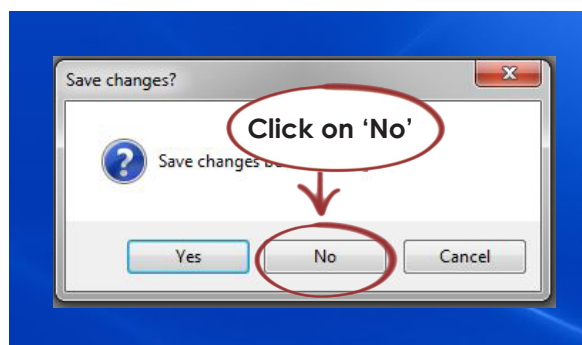 Save changes?
Click on ‘No’
Save changes
Yes No Cancel